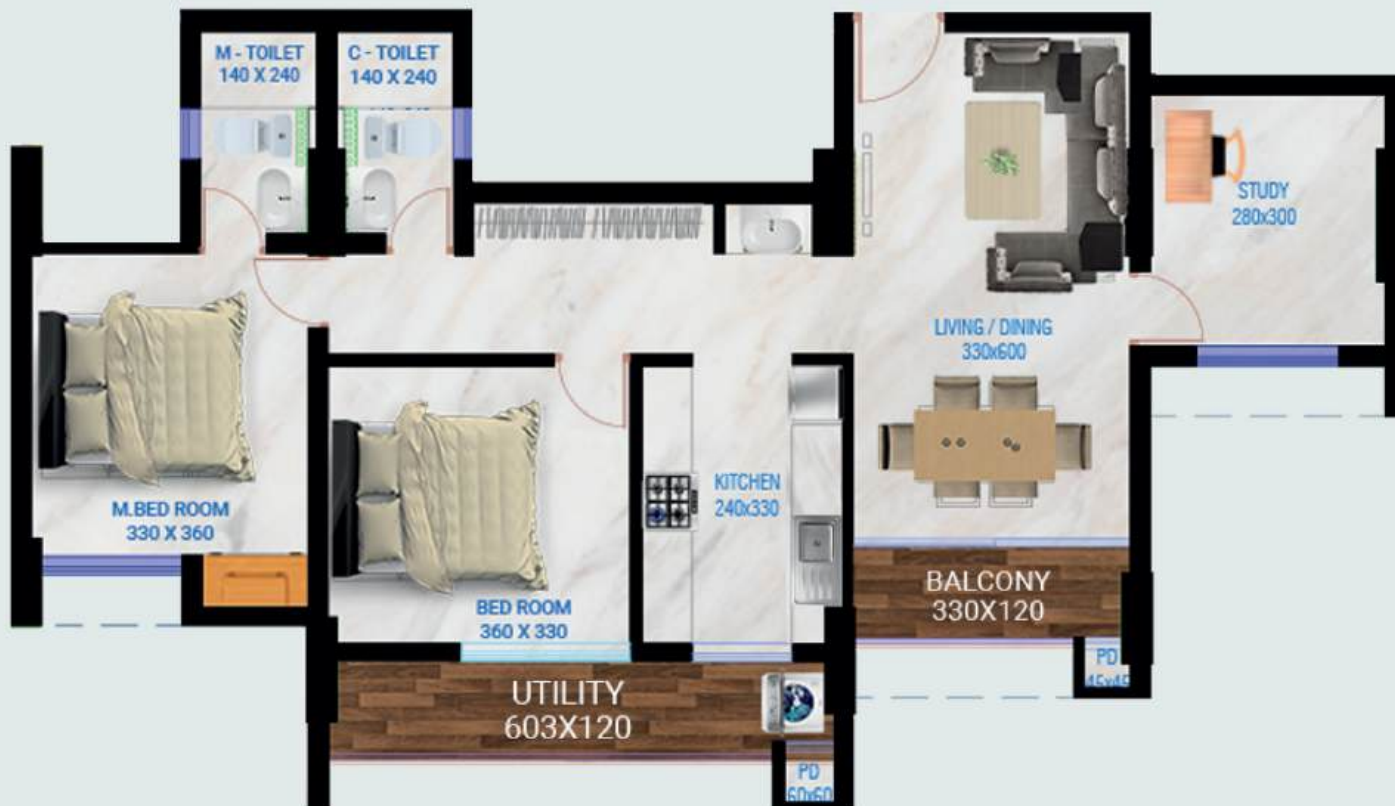 M - TOILET
140 X 240
C - TOILET
140 X 240
STUDY
280x300
LIVING / DINING
330x600
M.BED ROOM
330 X 360
KITCHEN
240x330
BED ROOM
360 X 330
BALCONY
330X120
UTILITY
603X120
PD
45x45
PD
60x60